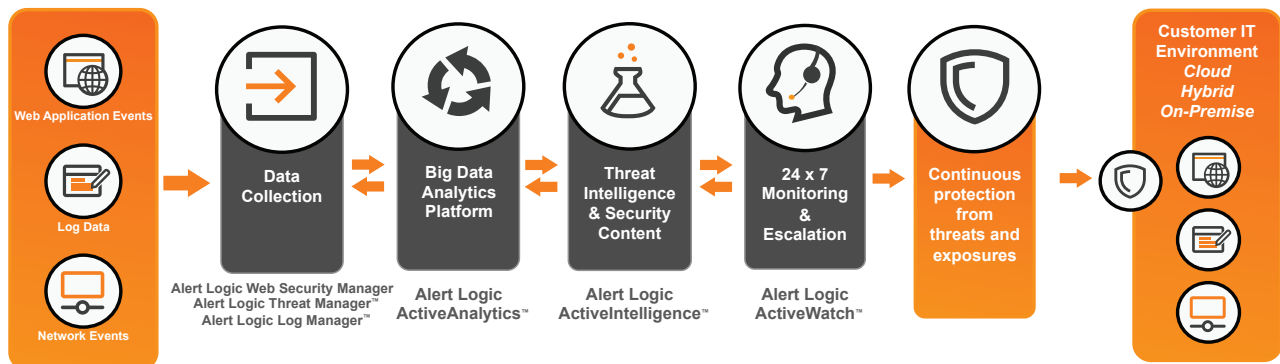 Web Application Events
Log Data
Network Events
Data
Collection
Alert Logic Web Security Manager
Alert Logic Threat Manager™
Alert Logic Log Manager™
Big Data
Analytics
Platform
Alert Logic
ActiveAnalytics™
Threat
Intelligence
& Security
Content
Alert Logic
ActiveIntelligence™
24 x 7
Monitoring
&
Escalation
Alert Logic
ActiveWatch™
Continuous
protection
from
threats and
exposures
Customer IT
Environment
Cloud
Hybrid
On-Premise